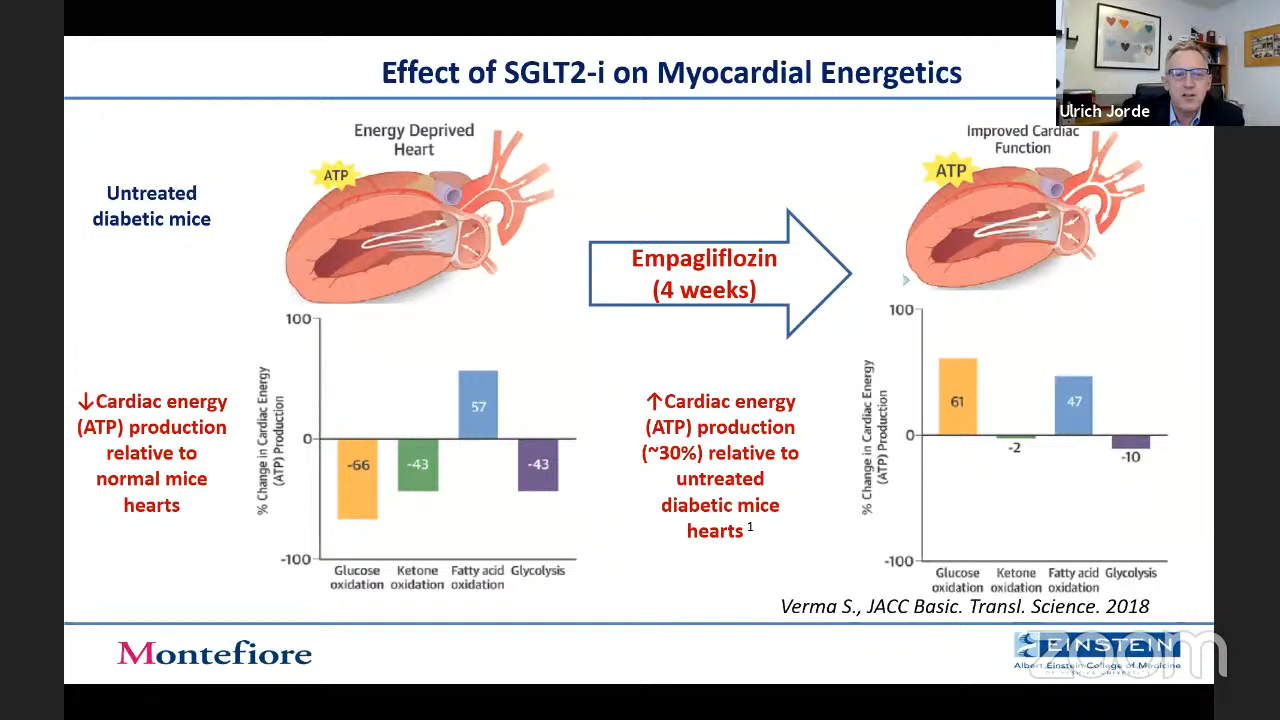 Effect of SGLT2-i on Myocardial Energetics
Ulrich Jorde
Energy Deprived
Heart
ATP
Untreated
diabetic mice
Empagliflozin
(4 weeks)
Improved Cardiac
Function
ATP
↓Cardiac energy
(ATP) production
relative to
normal mice
hearts
% Change in Cardiac Energy
(ATP) Production
100
0
-100
-66
-43
57
-43
Glucose
oxidation
Ketone
oxidation
Fatty acid
oxidation
Glycolysis
↑Cardiac energy
(ATP) production
(~30%) relative to
untreated
diabetic mice
hearts 1
% Change in Cardiac Energy
(ATP) Production
100
0
-100
61
-2
47
-10
Glucose
oxidation
Ketone
oxidation
Fatty acid
oxidation
Glycolysis
Verma S., JACC Basic. Transl. Science. 2018
Montefiore
EINSTEIN
Albert Einstein College of Medicine
zoom